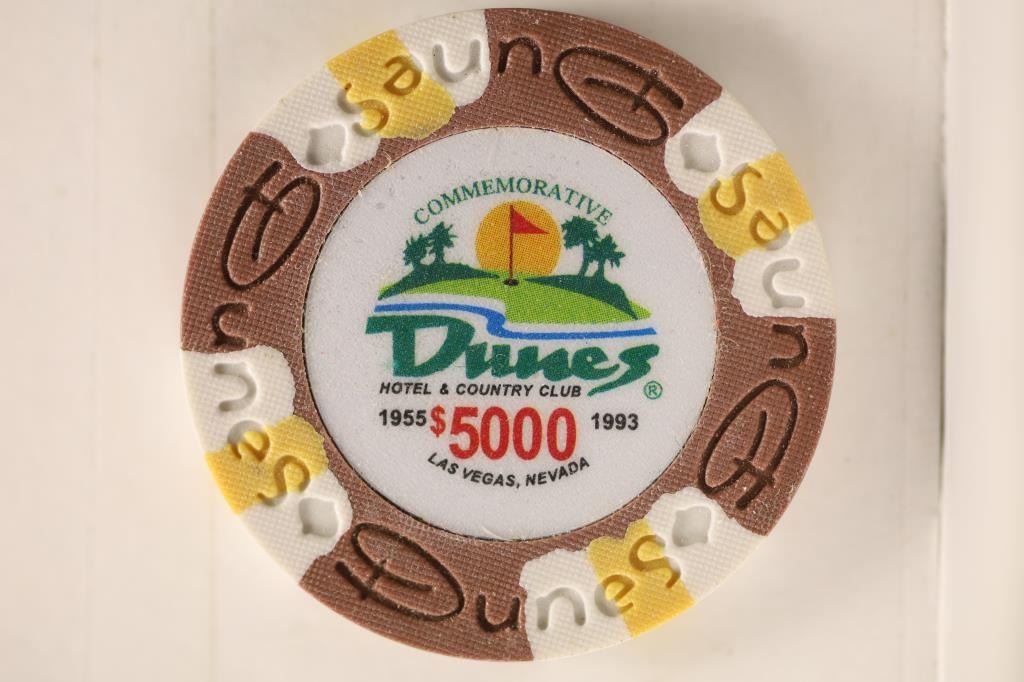 COMMEMORATIVE
Dunes
®
HOTEL & COUNTRY CLUB
1955 $5000 1993
LAS VEGAS, NEVADA
Dunes
Dunes
Dunes
Dunes